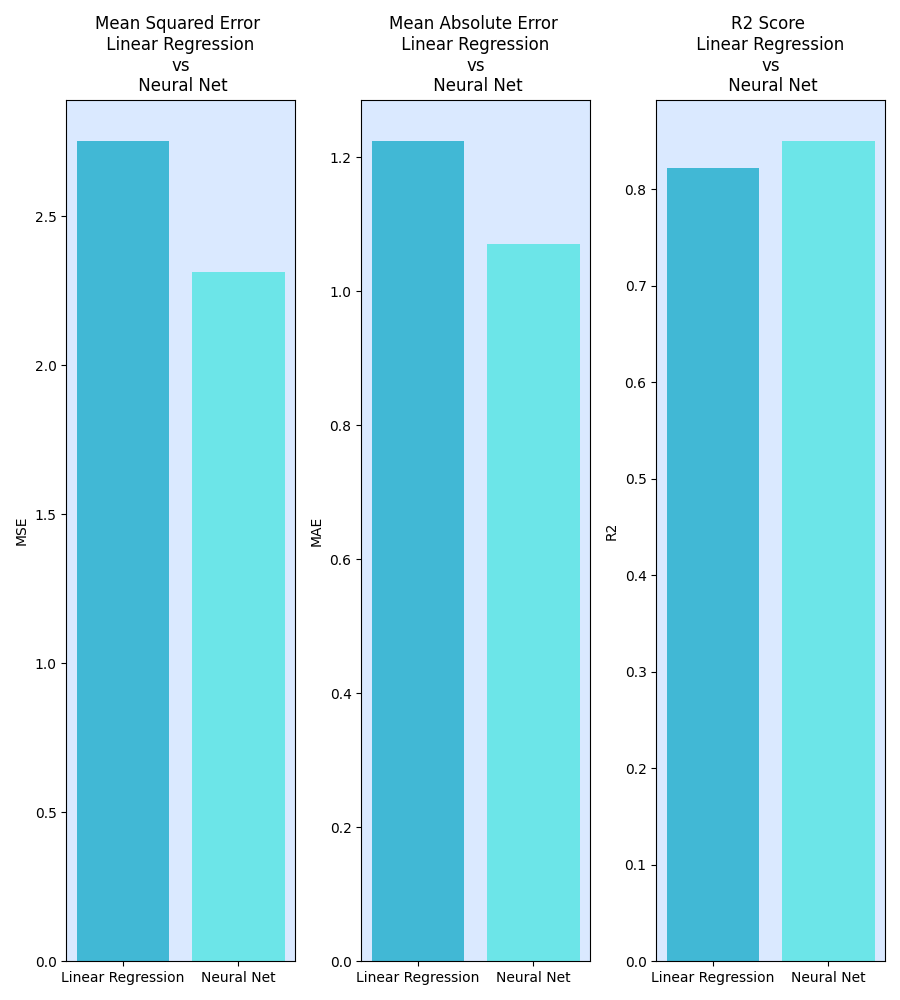 Mean Squared Error
Linear Regression
vs
Neural Net
MSE
2.5
2.0
1.5
1.0
0.5
0.0
Linear Regression
Neural Net
Mean Absolute Error
Linear Regression
vs
Neural Net
MAE
1.2
1.0
0.8
0.6
0.4
0.2
0.0
Linear Regression
Neural Net
R2 Score
Linear Regression
vs
Neural Net
R2
0.8
0.7
0.6
0.5
0.4
0.3
0.2
0.1
0.0
Linear Regression
Neural Net